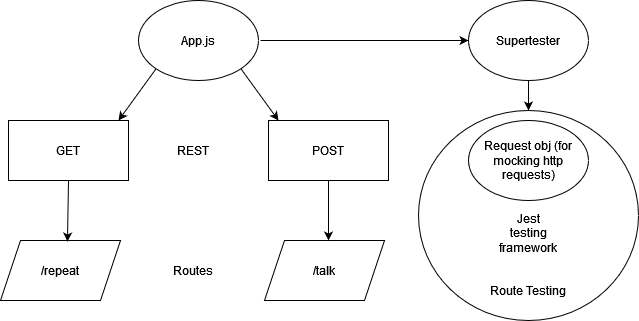 App.js
Supertester
GET
REST
POST
Request obj (for
mocking http
requests)
Jest
testing
framework
/repeat
Routes
/talk
Route Testing